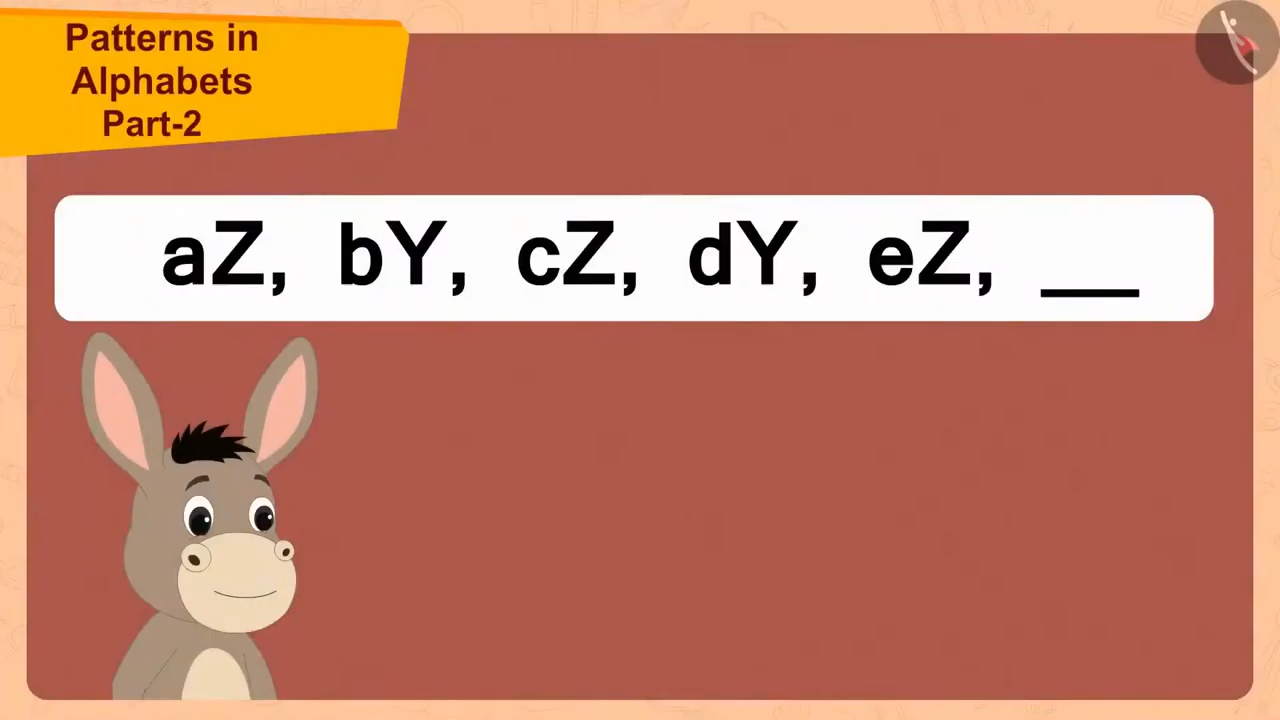 Patterns in
Alphabets
Part-2
aZ, bY, cZ, dY, eZ, __